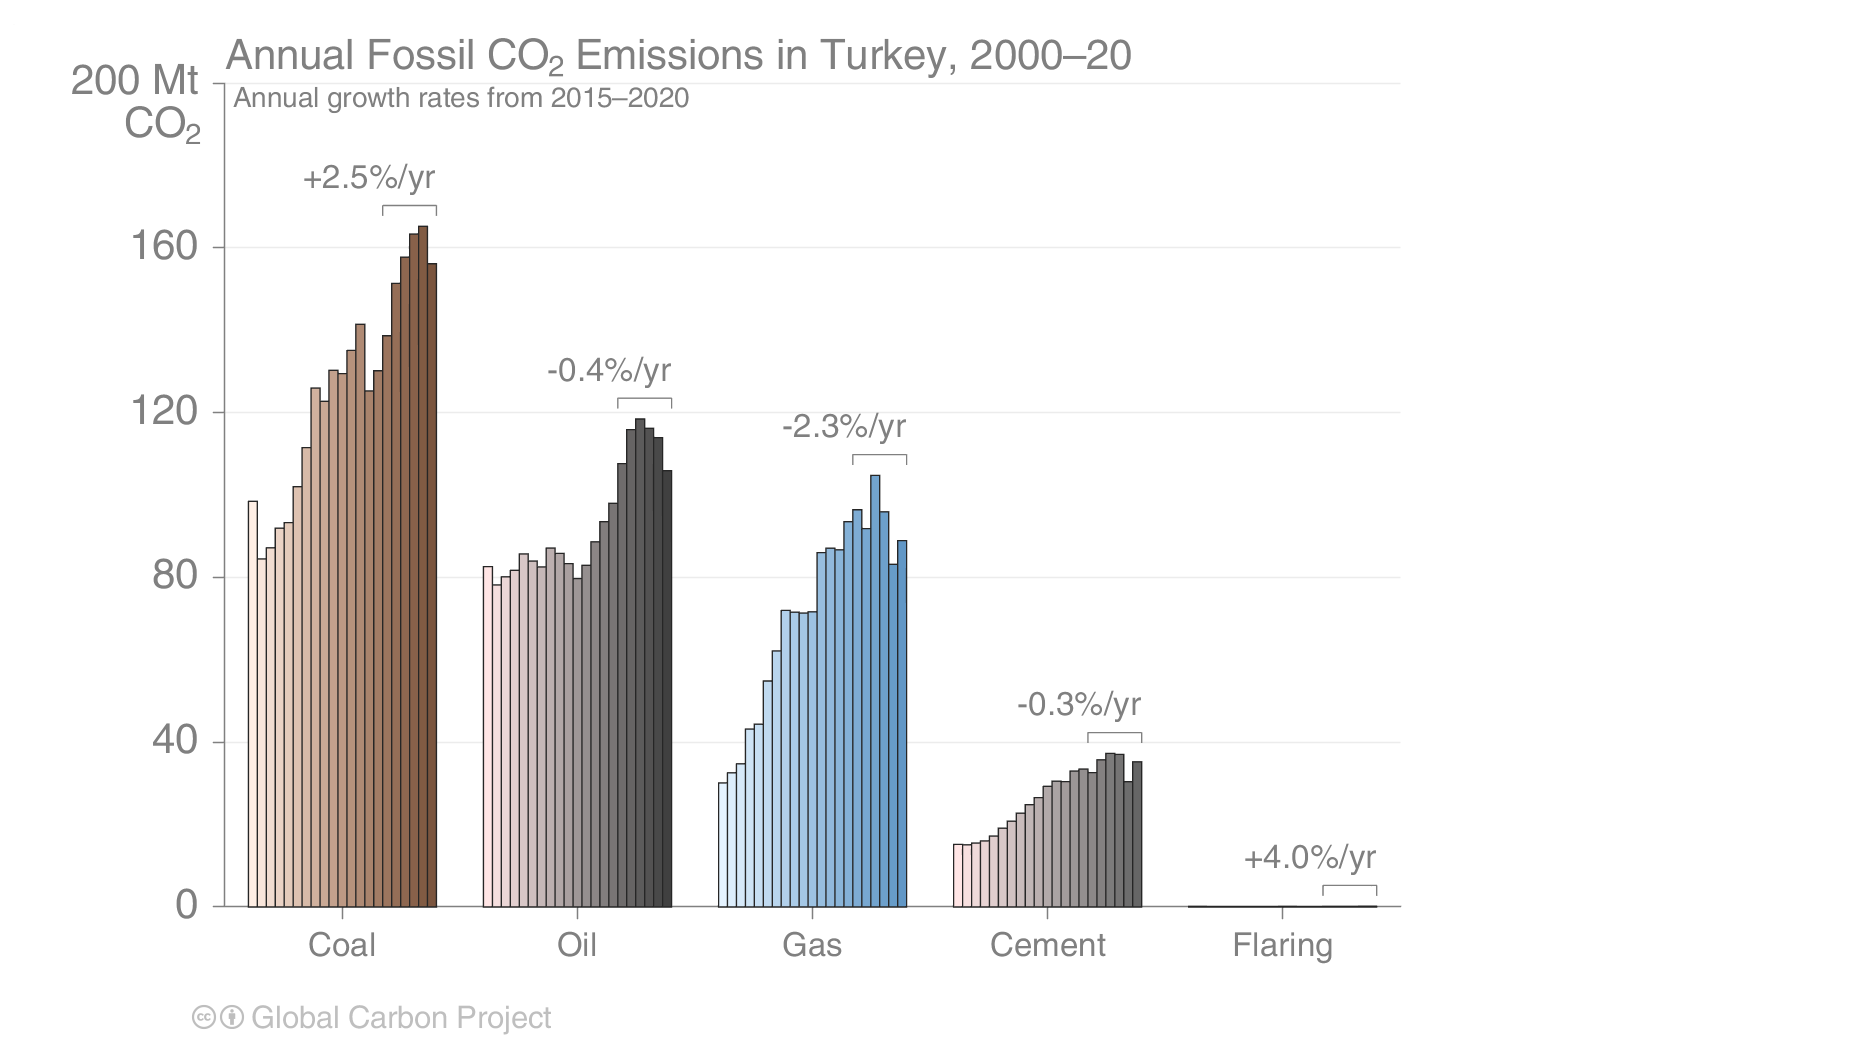 Annual Fossil CO₂ Emissions in Turkey, 2000–20
200 Mt
CO₂
Annual growth rates from 2015–2020
+2.5%/yr
160
-0.4%/yr
120
-2.3%/yr
80
-0.3%/yr
40
+4.0%/yr
0
Coal Oil Gas Cement Flaring
cc Global Carbon Project